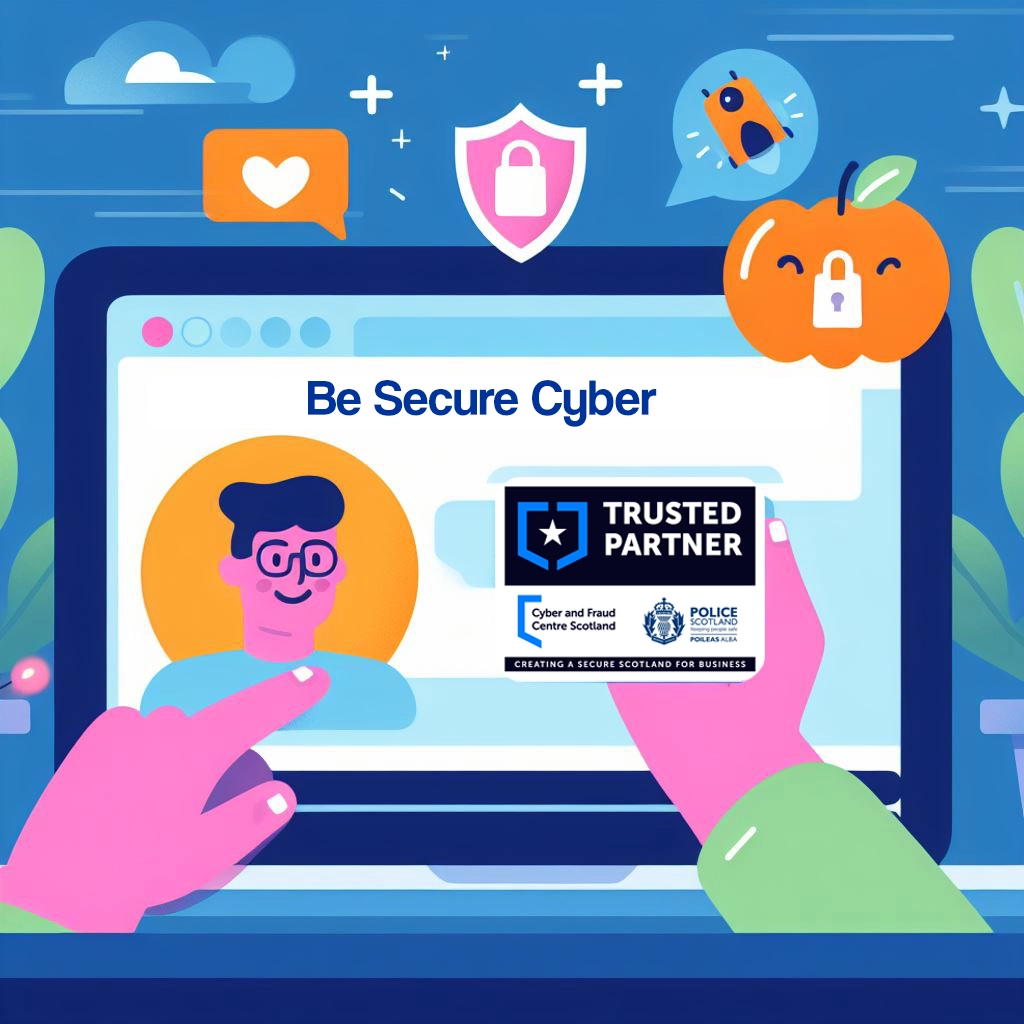 Be Secure Cyber
TRUSTED
PARTNER
Cyber and Fraud
Centre Scotland
POLICE
SCOTLAND
Keeping people safe
POILEAS ALBA
CREATING A SECURE SCOTLAND FOR BUSINESS